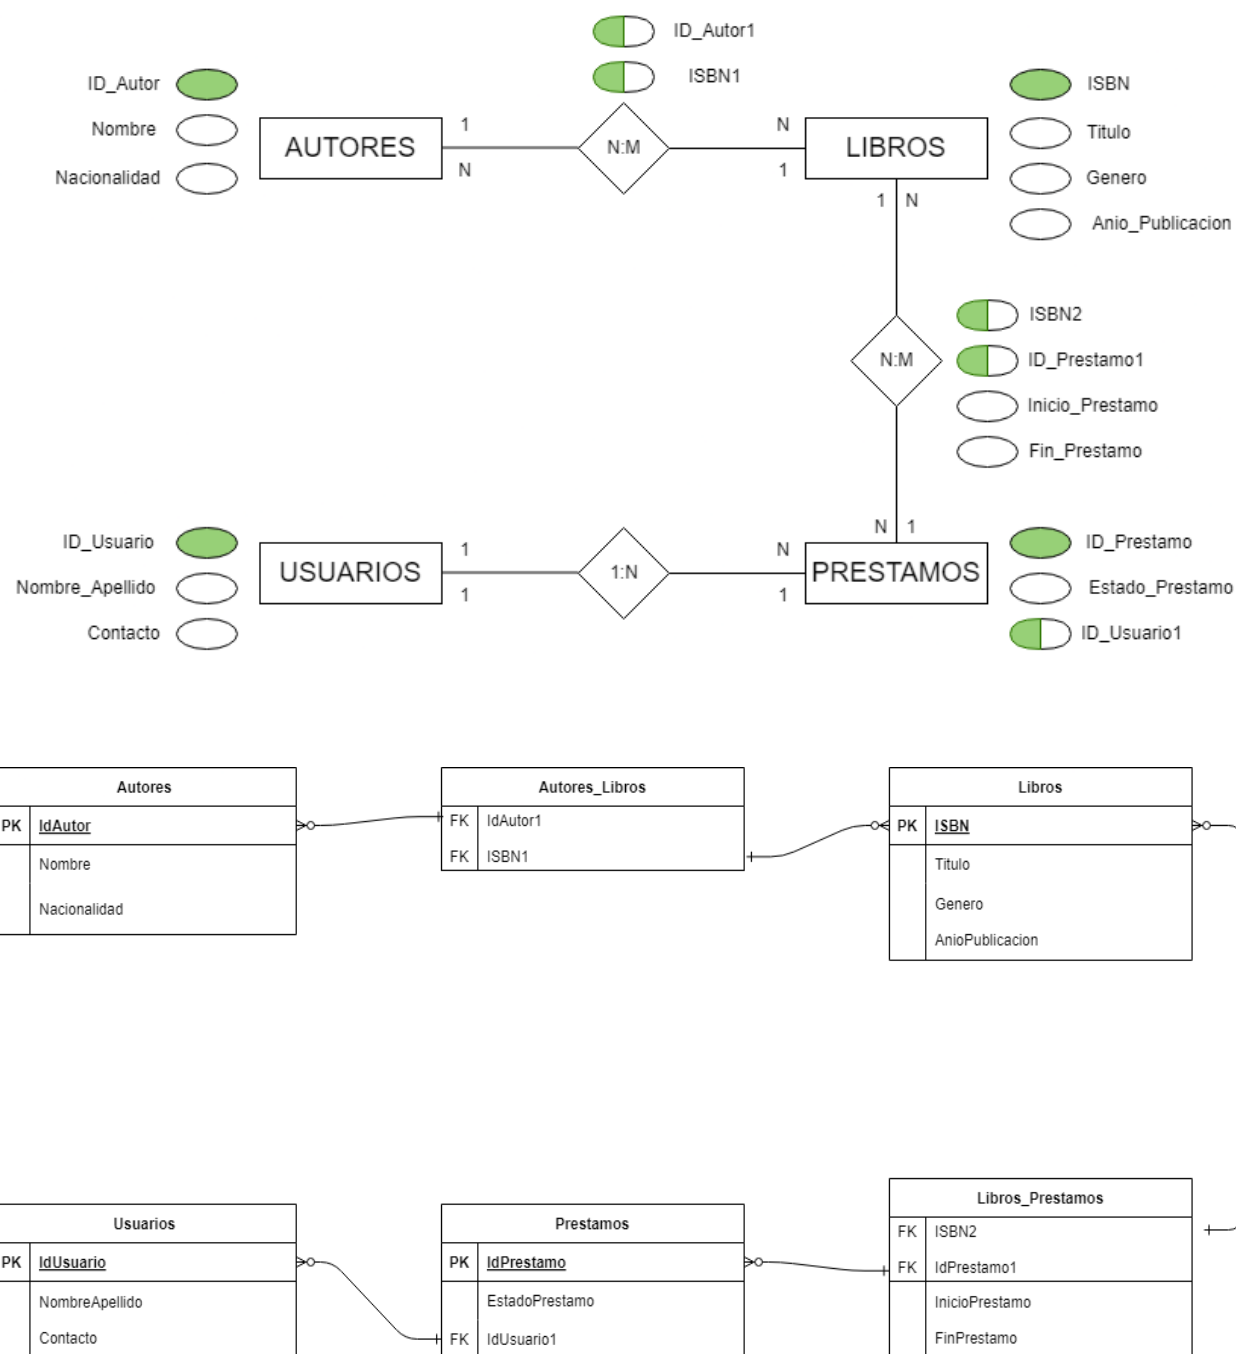 ID_Autor1
ISBN1
ID_Autor
Nombre
Nacionalidad
AUTORES
1
N
N:M
N
1
LIBROS
ISBN
Titulo
Genero
Anio_Publicacion
1 N
N:M
ISBN2
ID_Prestamo1
Inicio_Prestamo
Fin_Prestamo
N 1
ID_Usuario
Nombre_Apellido
Contacto
USUARIOS
1
1
1:N
N
1
PRESTAMOS
ID_Prestamo
Estado_Prestamo
ID_Usuario1
Autores
PK IdAutor
Nombre
Nacionalidad
Autores_Libros
FK IdAutor1
FK ISBN1
Libros
PK ISBN
Titulo
Genero
AnioPublicacion
Usuarios
PK IdUsuario
NombreApellido
Contacto
Prestamos
PK IdPrestamo
EstadoPrestamo
FK IdUsuario1
Libros_Prestamos
FK ISBN2
FK IdPrestamo1
InicioPrestamo
FinPrestamo